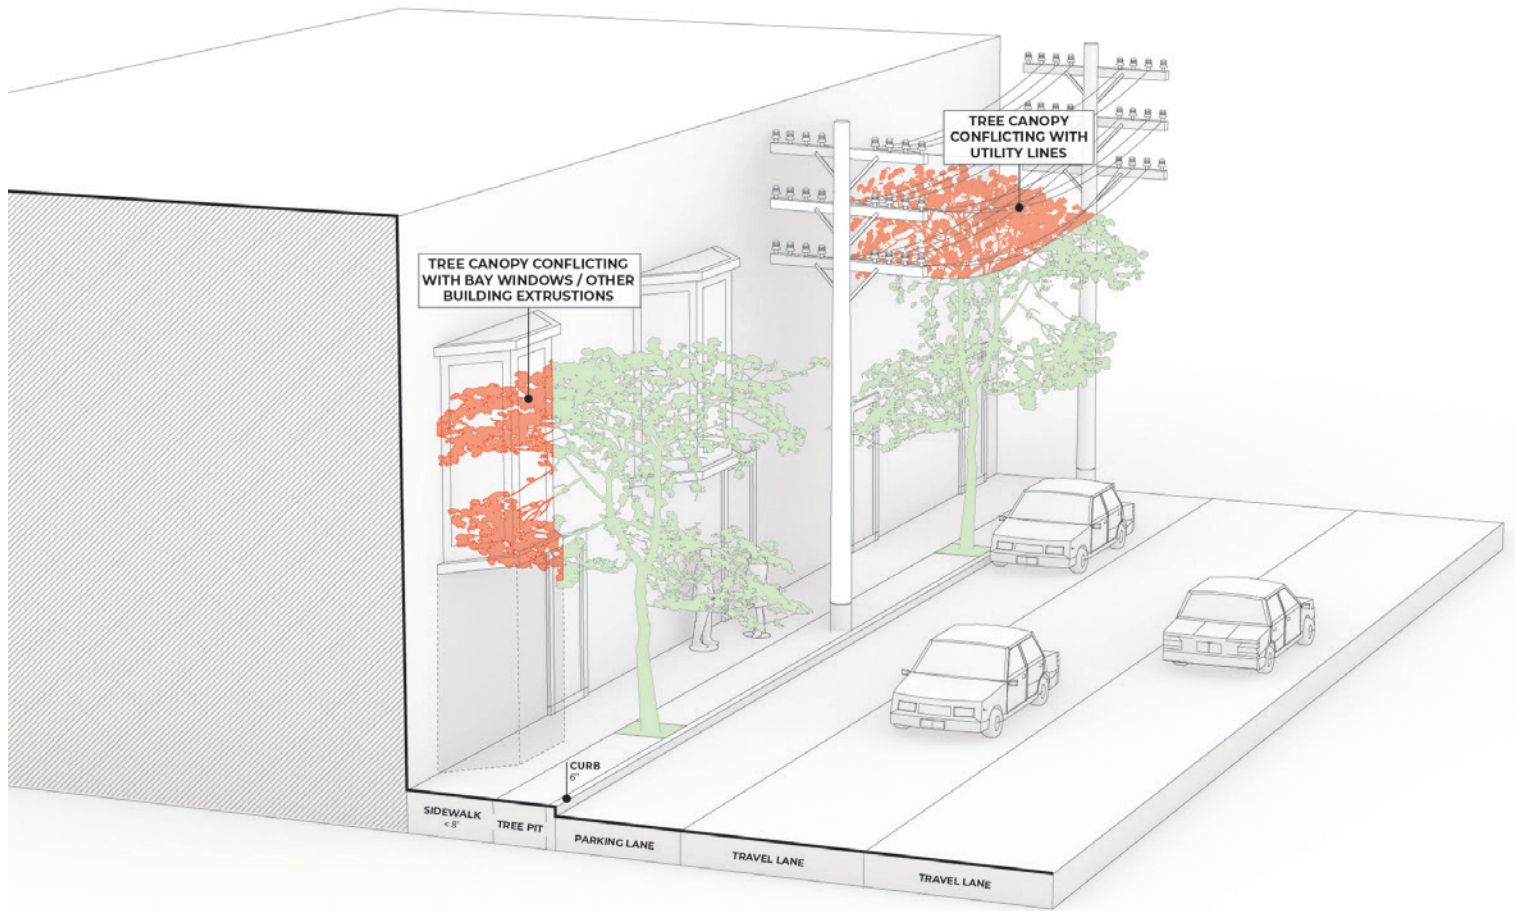 TREE CANOPY
CONFLICTING WITH
UTILITY LINES
TREE CANOPY CONFLICTING
WITH BAY WINDOWS / OTHER
BUILDING EXTRUSTIONS
CURB
6"
SIDEWALK
< 8'
TREE PIT
PARKING LANE
TRAVEL LANE
TRAVEL LANE